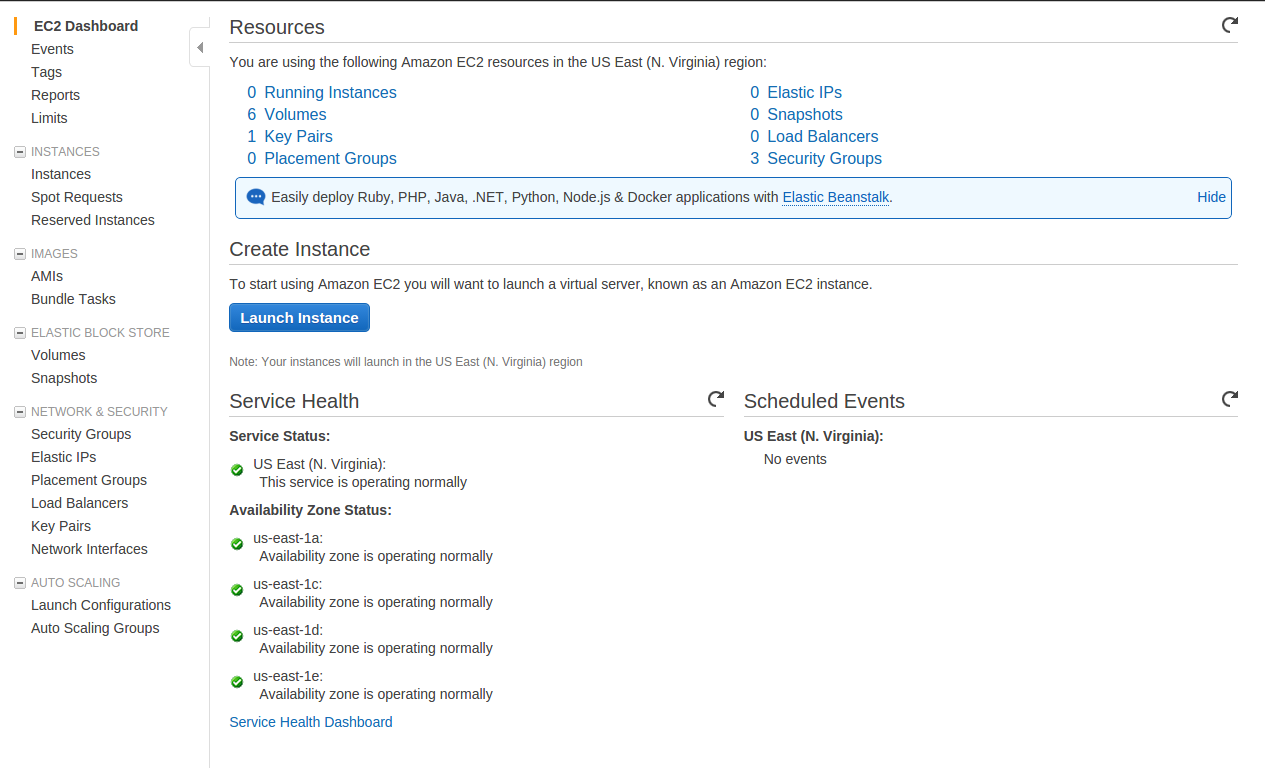 EC2 Dashboard
Events
Tags
Reports
Limits
INSTANCES
Instances
Spot Requests
Reserved Instances
IMAGES
AMIs
Bundle Tasks
ELASTIC BLOCK STORE
Volumes
Snapshots
NETWORK & SECURITY
Security Groups
Elastic IPs
Placement Groups
Load Balancers
Key Pairs
Network Interfaces
AUTO SCALING
Launch Configurations
Auto Scaling Groups
Resources
You are using the following Amazon EC2 resources in the US East (N. Virginia) region:
0 Running Instances
6 Volumes
1 Key Pairs
0 Placement Groups
0 Elastic IPs
0 Snapshots
0 Load Balancers
3 Security Groups
Easily deploy Ruby, PHP, Java, .NET, Python, Node.js & Docker applications with Elastic Beanstalk.
Hide
Create Instance
To start using Amazon EC2 you will want to launch a virtual server, known as an Amazon EC2 instance.
Launch Instance
Note: Your instances will launch in the US East (N. Virginia) region
Service Health
Service Status:
US East (N. Virginia):
This service is operating normally
Availability Zone Status:
us-east-1a:
Availability zone is operating normally
us-east-1c:
Availability zone is operating normally
us-east-1d:
Availability zone is operating normally
us-east-1e:
Availability zone is operating normally
Service Health Dashboard
Scheduled Events
US East (N. Virginia):
No events